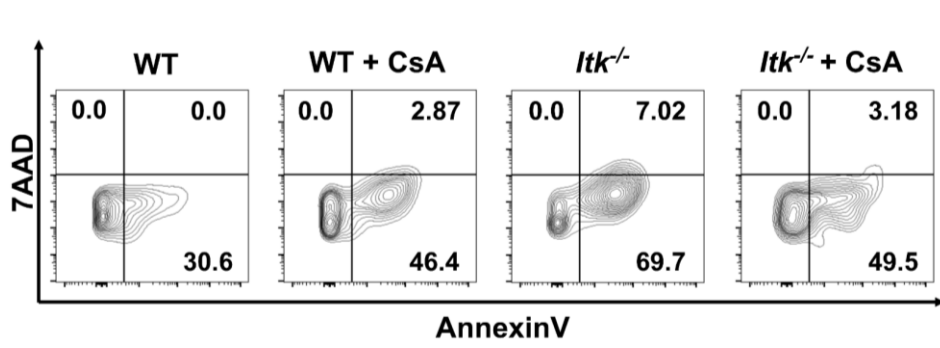 WT
WT + CsA
Itk-/-
Itk-/- + CsA
0.0 0.0
0.0 2.87
0.0 7.02
0.0 3.18
7AAD
30.6
46.4
69.7
49.5
AnnexinV